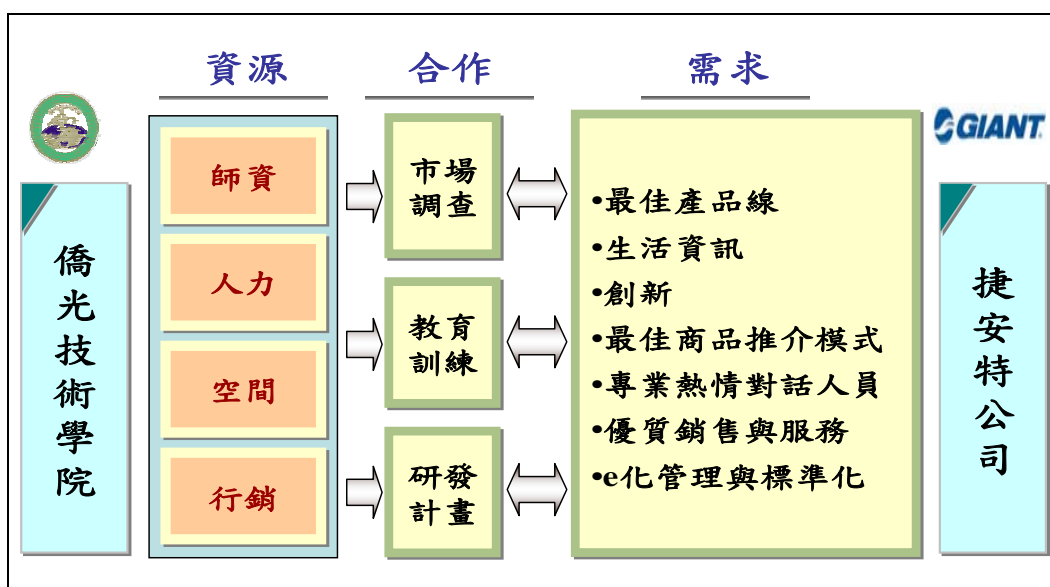 資源
合作
需求
GIANT
僑光技術學院
師資
人力
空間
行銷
市場
調查
教育
訓練
研發
計畫
•最佳產品線
•生活資訊
•創新
•最佳商品推介模式
•專業熱情對話人員
•優質銷售與服務
•e化管理與標準化
捷安特公司